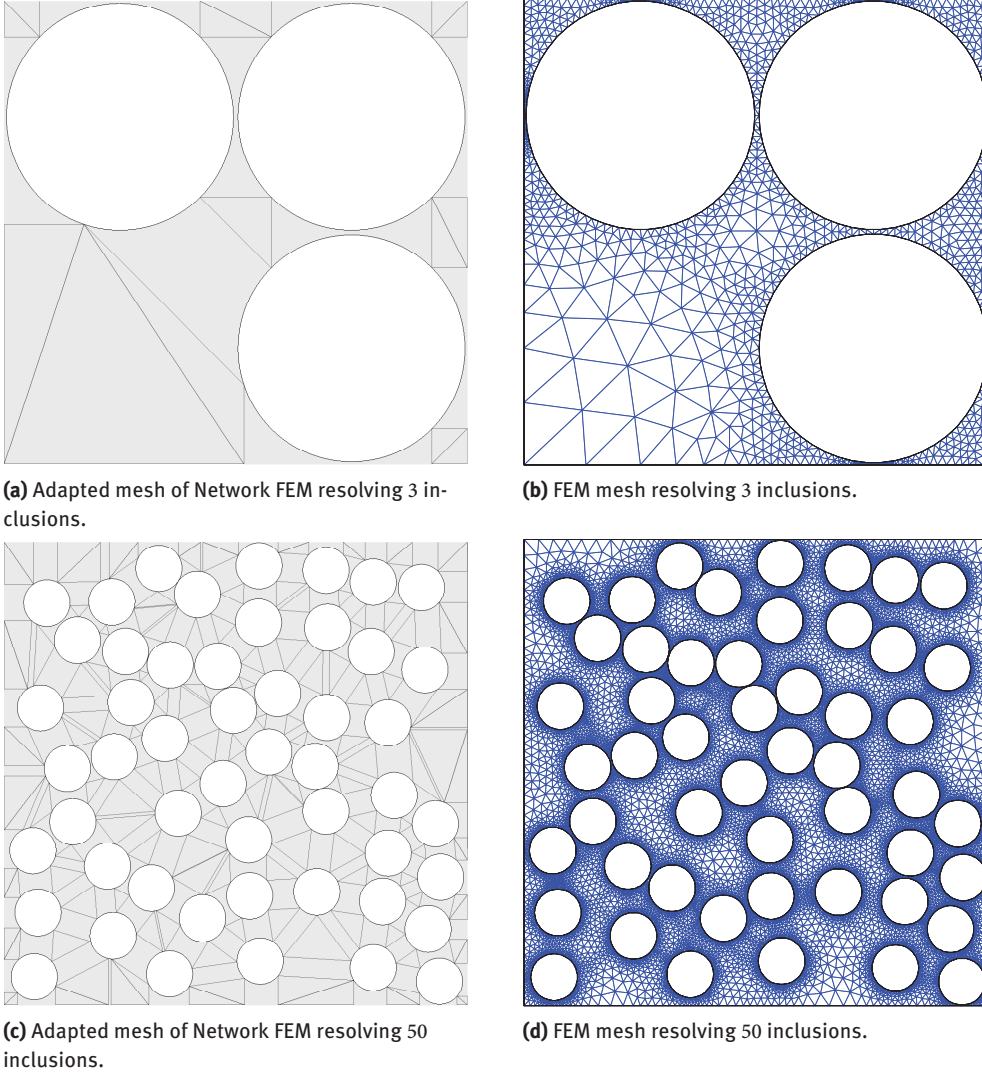 (a) Adapted mesh of Network FEM resolving 3 in-
clusions.
(b) FEM mesh resolving 3 inclusions.
(c) Adapted mesh of Network FEM resolving 50
inclusions.
(d) FEM mesh resolving 50 inclusions.